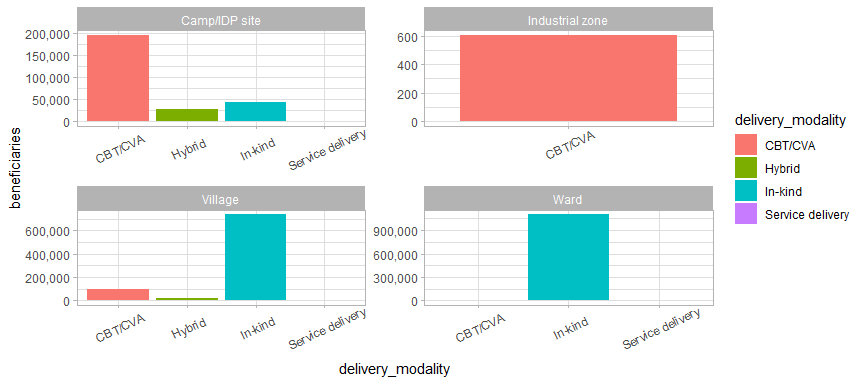 Camp/IDP site
Industrial zone
200,000
150,000
100,000
50,000
0
CBT/CVA
Hybrid
In-kind
Service delivery
600
400
200
0
CBT/CVA
beneficiaries
Village
Ward
600,000
400,000
200,000
0
CBT/CVA
Hybrid
In-kind
Service delivery
900,000
600,000
300,000
0
CBT/CVA
In-kind
Service delivery
delivery_modality
delivery_modality
CBT/CVA
Hybrid
In-kind
Service delivery